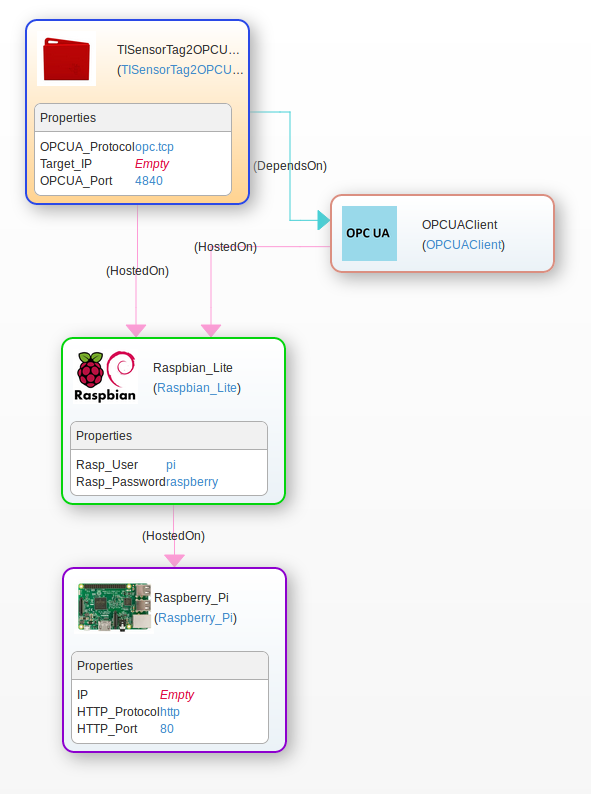 TISensorTag2OPCU...
(TISensorTag2OPCU...
Properties
OPCUA_Protocol opc.tcp
Target_IP Empty
OPCUA_Port 4840
(DependsOn)
OPC UA
OPCUAClient
(OPCUAClient)
(HostedOn)
(HostedOn)
Raspbian
Raspbian_Lite
(Raspbian_Lite)
Properties
Rasp_User pi
Rasp_Password raspberry
(HostedOn)
Raspberry_Pi
(Raspberry_Pi)
Properties
IP Empty
HTTP_Protocol http
HTTP_Port 80